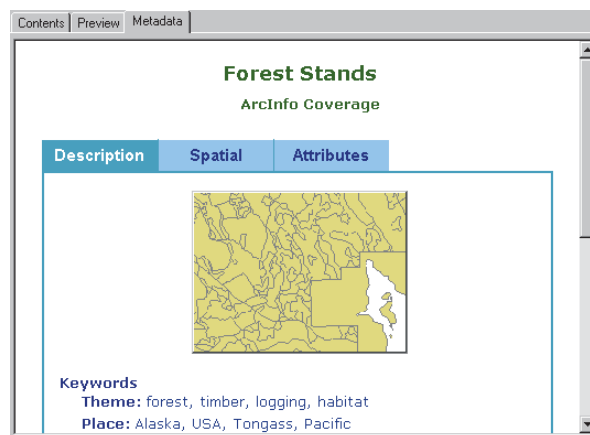 Contents Preview Metadata
Forest Stands
ArcInfo Coverage
Description Spatial Attributes
Keywords
Theme: forest, timber, logging, habitat
Place: Alaska, USA, Tongass, Pacific